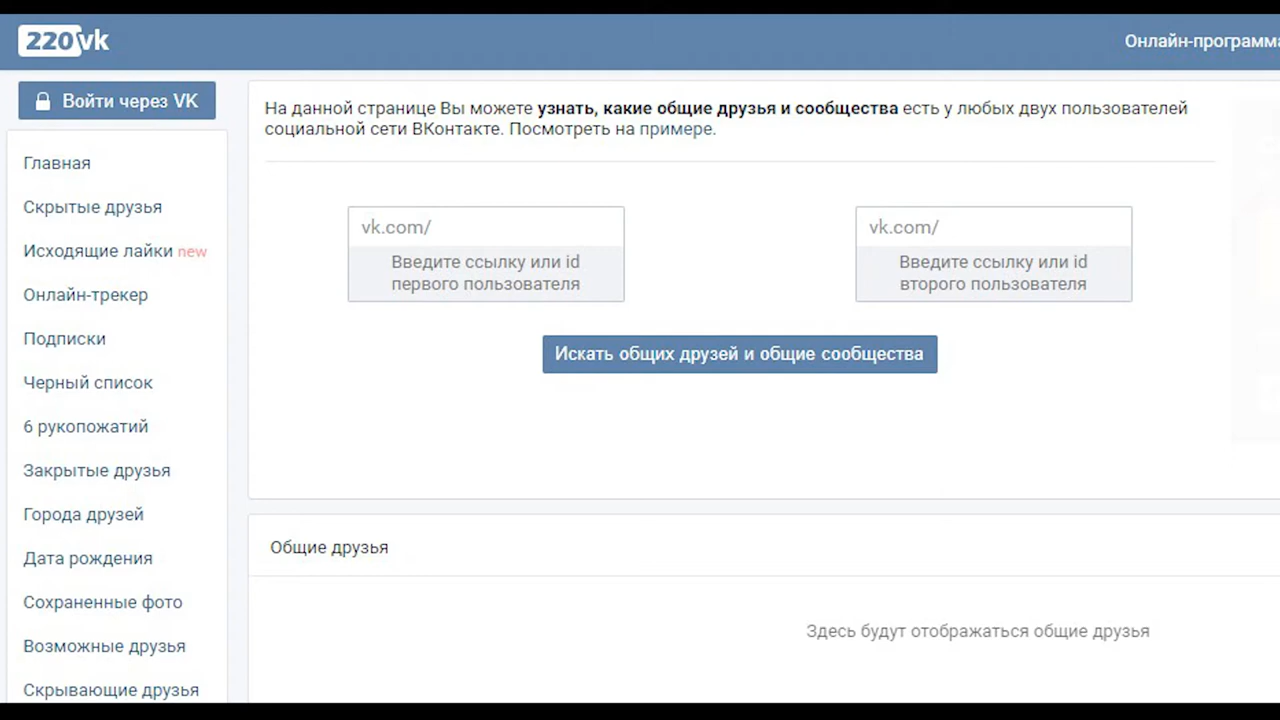 220vk
Онлайн-программа
Войти через VK
Главная
Скрытые друзья
Исходящие лайки new
Онлайн-трекер
Подписки
Черный список
6 рукопожатий
Закрытые друзья
Города друзей
Дата рождения
Сохраненные фото
Возможные друзья
Скрывающие друзья
На данной странице Вы можете узнать, какие общие друзья и сообщества есть у любых двух пользователей
социальной сети ВКонтакте. Посмотреть на примере.
vk.com/
Введите ссылку или id
первого пользователя
vk.com/
Введите ссылку или id
второго пользователя
Искать общих друзей и общие сообщества
Общие друзья
Здесь будут отображаться общие друзья